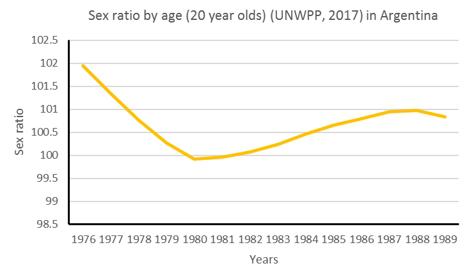 Sex ratio by age (20 year olds) (UNWPP, 2017) in Argentina
102.5
102
101.5
101
100.5
100
99.5
99
98.5
Sex ratio
1976 1977 1978 1979 1980 1981 1982 1983 1984 1985 1986 1987 1988 1989
Years